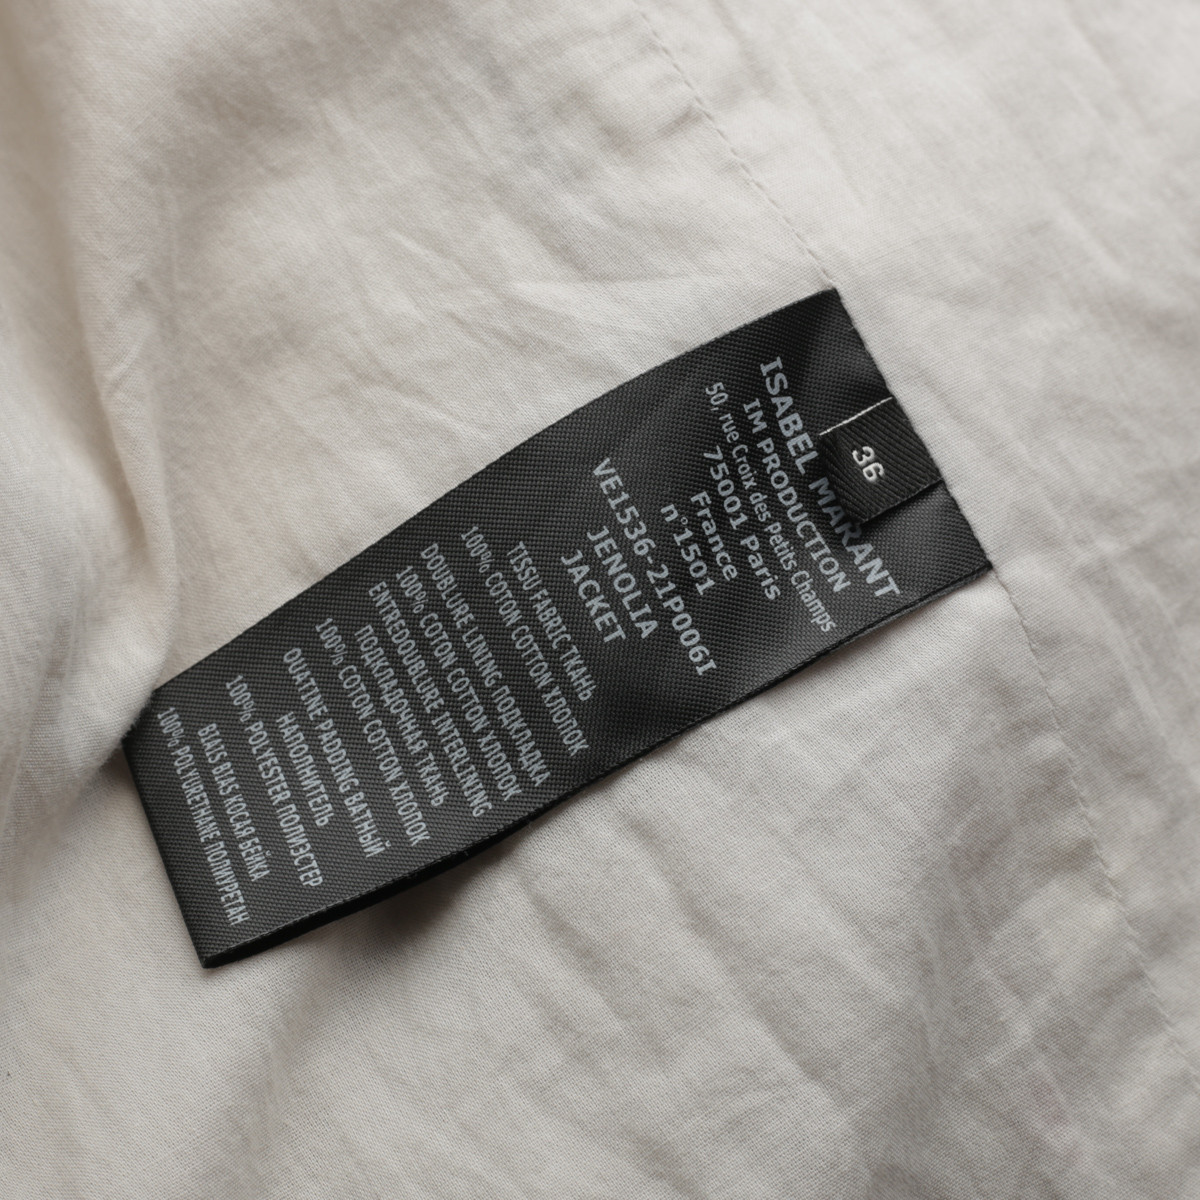 ISABEL MARANT
IM PRODUCTION
50, rue Croix des Petits Champs
75001 Paris
France
n°1501
VE1536-21P006I
JENOLIA
JACKET
TISSU FABRIC ТКАНЬ
100% COTON COTTON ХЛОПОК
DOUBLURE LINING ПОДКЛАДКА
100% COTON COTTON ХЛОПОК
ENTREDOUBLURE INTERLINING
ПОДКЛАДОЧНАЯ ТКАНЬ
100% COTON COTTON ХЛОПОК
OUATINE PADDING ВАТНЫЙ
НАПОЛНИТЕЛЬ
100% POLYESTER ПОЛИЭСТЕР
BIAIS BIAS КОСАЯ БЕЙКА
100% POLYURETHANE ПОЛИУРЕТАН
36